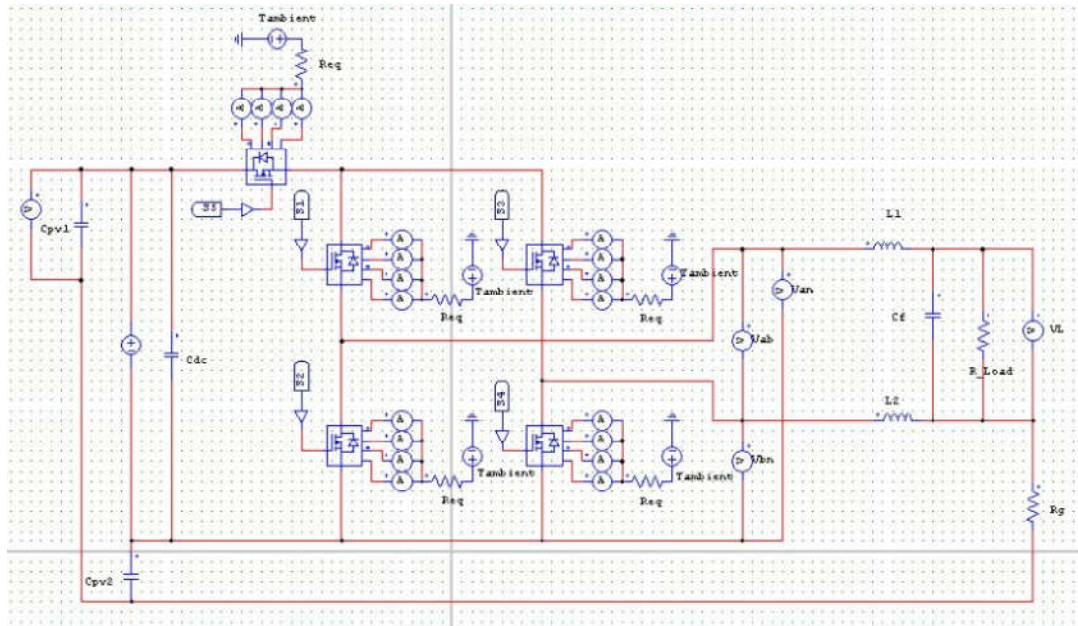 Tambient
Req
S5
Cpv1
S1
S3
L1
A
A
A
A
Tambient
Req
A
A
A
A
Tambient
Req
Van
Cf
VL
Vab
R_Load
Cdc
S2
S4
L2
A
A
A
A
Tambient
Req
A
A
A
A
Tambient
Req
Vbn
Rg
Cpv2